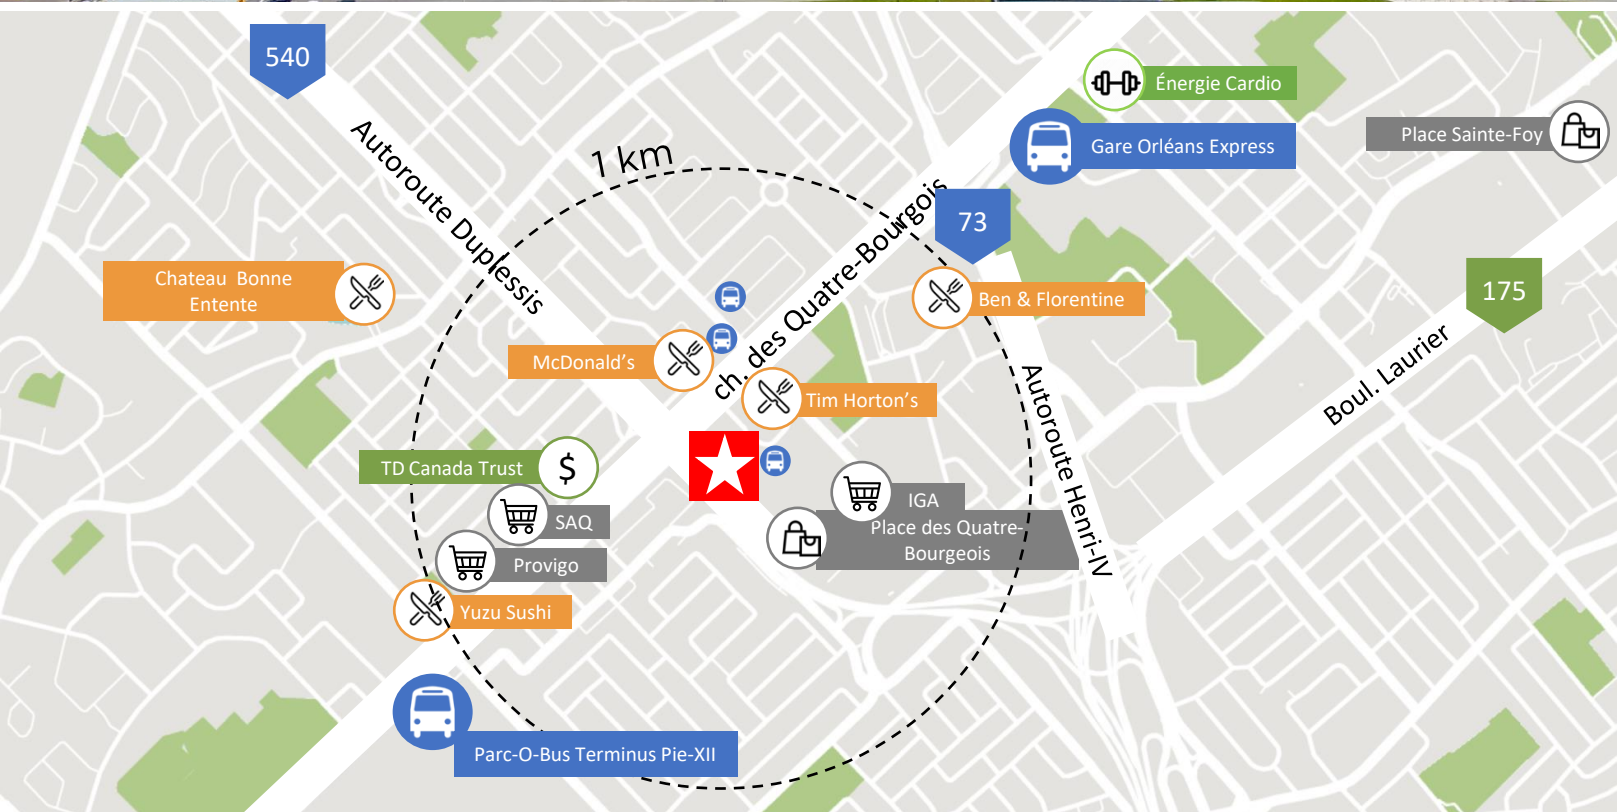 540
Énergie Cardio
Place Sainte-Foy
Gare Orléans Express
Autoroute Duplessis
1 km
ch. des Quatre-Bourgois
73
Chateau Bonne
Entente
Ben & Florentine
175
McDonald's
Tim Horton's
Boul. Laurier
Autoroute Henri-IV
TD Canada Trust
$
SAQ
IGA
Place des Quatre-
Bourgeois
Provigo
Yuzu Sushi
Parc-O-Bus Terminus Pie-XII